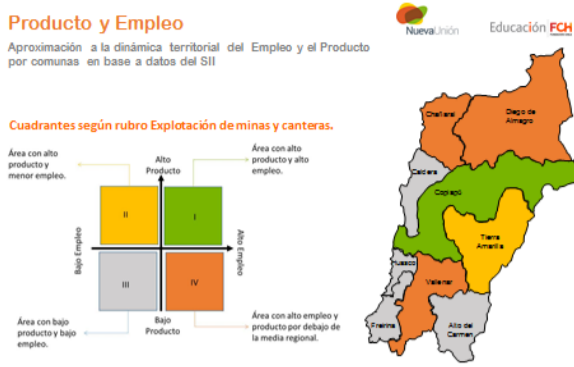 Producto y Empleo
NuevaUnión
Educación FCH
Aproximación a la dinámica territorial del Empleo y el Producto
por comunas en base a datos del SII
Cuadrantes según rubro Explotación de minas y canteras.
Área con alto
producto y
menor empleo.
Alto
Producto
Área con alto
producto y alto
empleo.
II
I
Bajo Empleo
Alto Empleo
III
IV
Área con bajo
producto y bajo
empleo.
Bajo
Producto
Área con alto empleo y
producto por debajo de
la media regional.
Chañaral
Diego de
Almagro
Caldera
Copiapó
Tierra
Amarilla
Huasco
Vallenar
Freirina
Alto del
Carmen